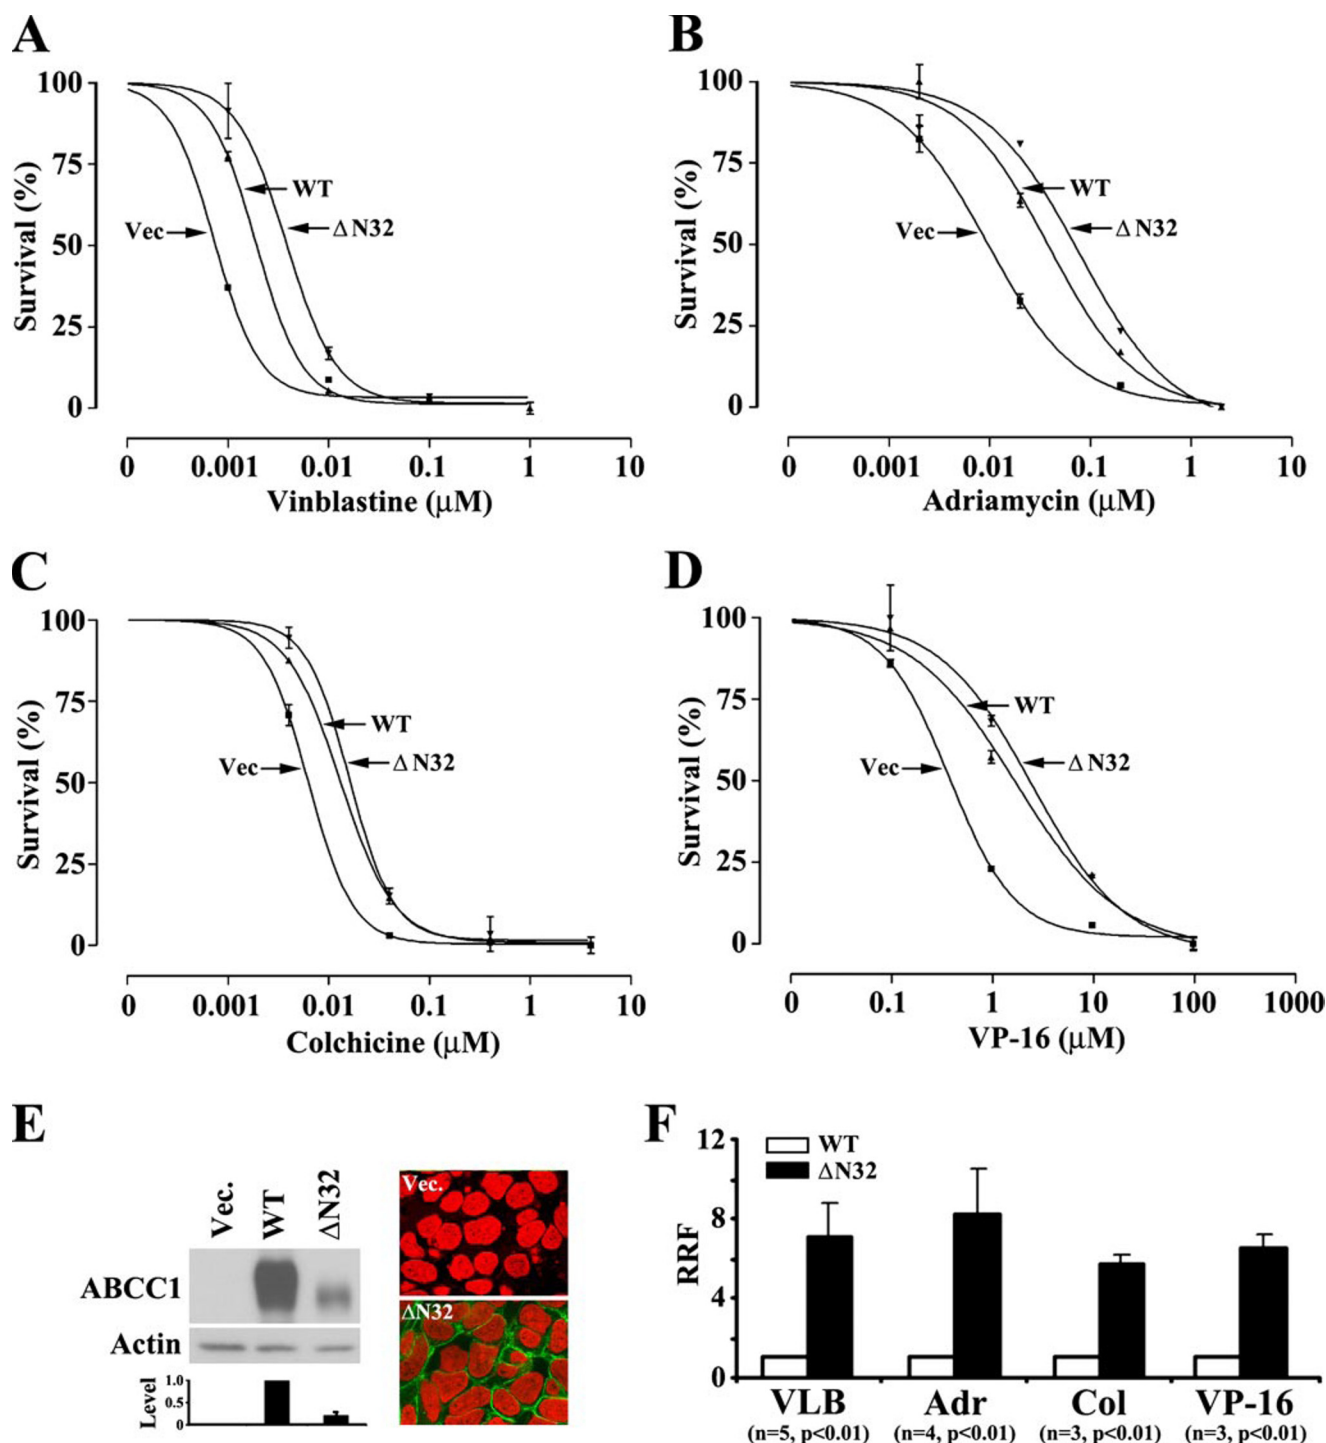 A
100
75
50
25
0
Survival (%)
WT
Vec
Δ N32
0 0.001 0.01 0.1 1 10
Vinblastine (μM)
B
100
75
50
25
0
Survival (%)
WT
Vec
Δ N32
0 0.001 0.01 0.1 1 10
Adriamycin (μM)
C
100
75
50
25
0
Survival (%)
WT
Vec
Δ N32
0 0.001 0.01 0.1 1 10
Colchicine (μM)
D
100
75
50
25
0
Survival (%)
WT
Vec
Δ N32
0 0.1 1 10 100 1000
VP-16 (μM)
E
Vec. WT ΔN32
ABCC1
Actin
Level
1.0
0.5
0
Vec.
ΔN32
F
12
8
4
0
RRF
WT
ΔN32
VLB Adr Col VP-16
(n=5, p<0.01) (n=4, p<0.01) (n=3, p<0.01) (n=3, p<0.01)